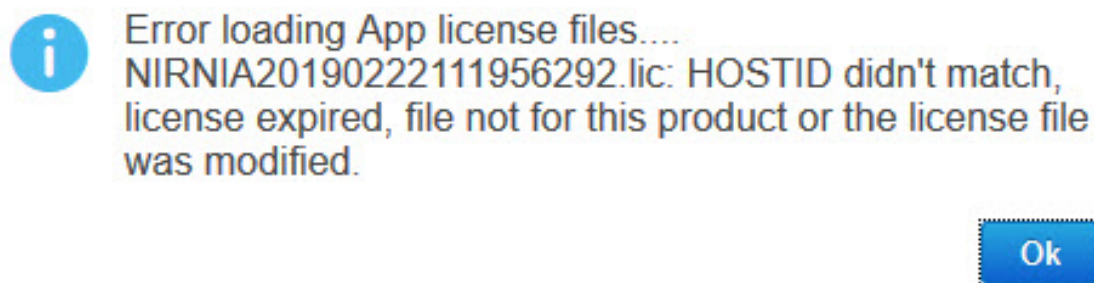 Error loading App license files....
NIRNIA20190222111956292.lic: HOSTID didn't match,
license expired, file not for this product or the license file
was modified.
Ok